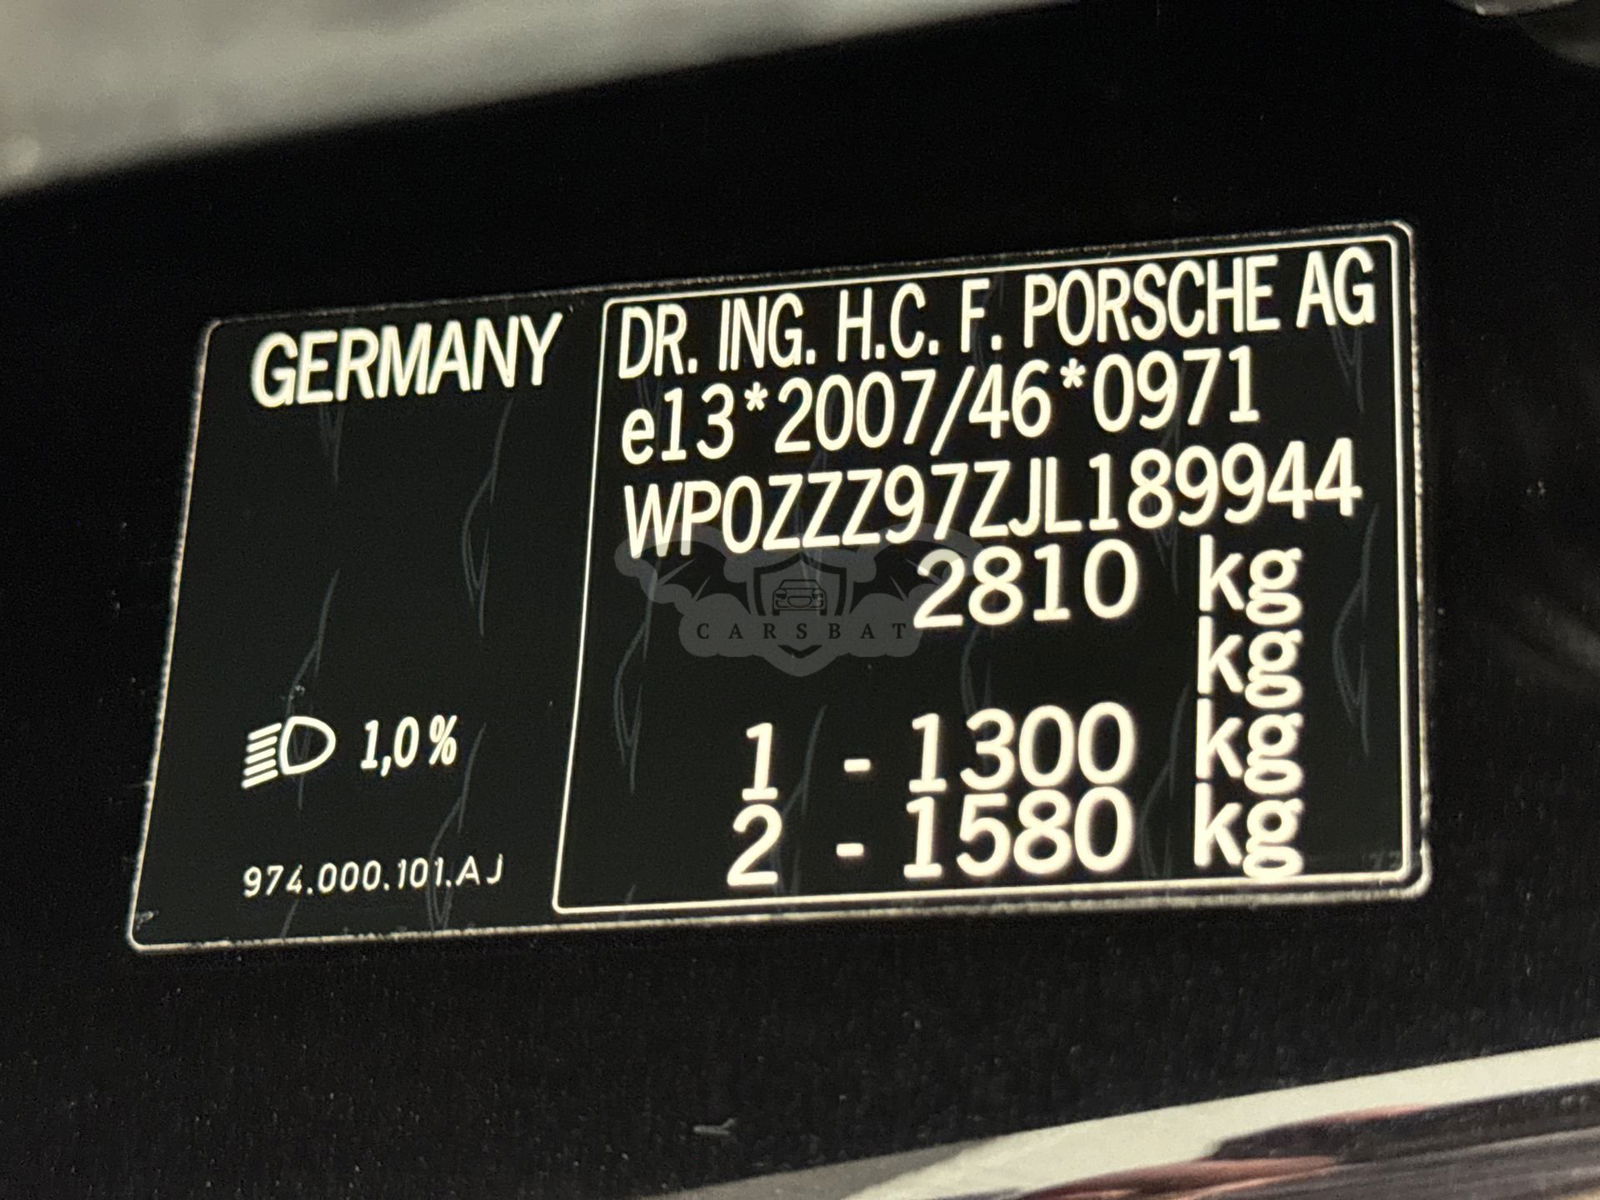 GERMANY
1,0%
974.000.101.AJ
DR. ING. H.C. F. PORSCHE AG
e13*2007/46*0971
WP0ZZZ97ZJL189944
2810 kg
kg
1 - 1300 kg
2 - 1580 kg
CARSBAT